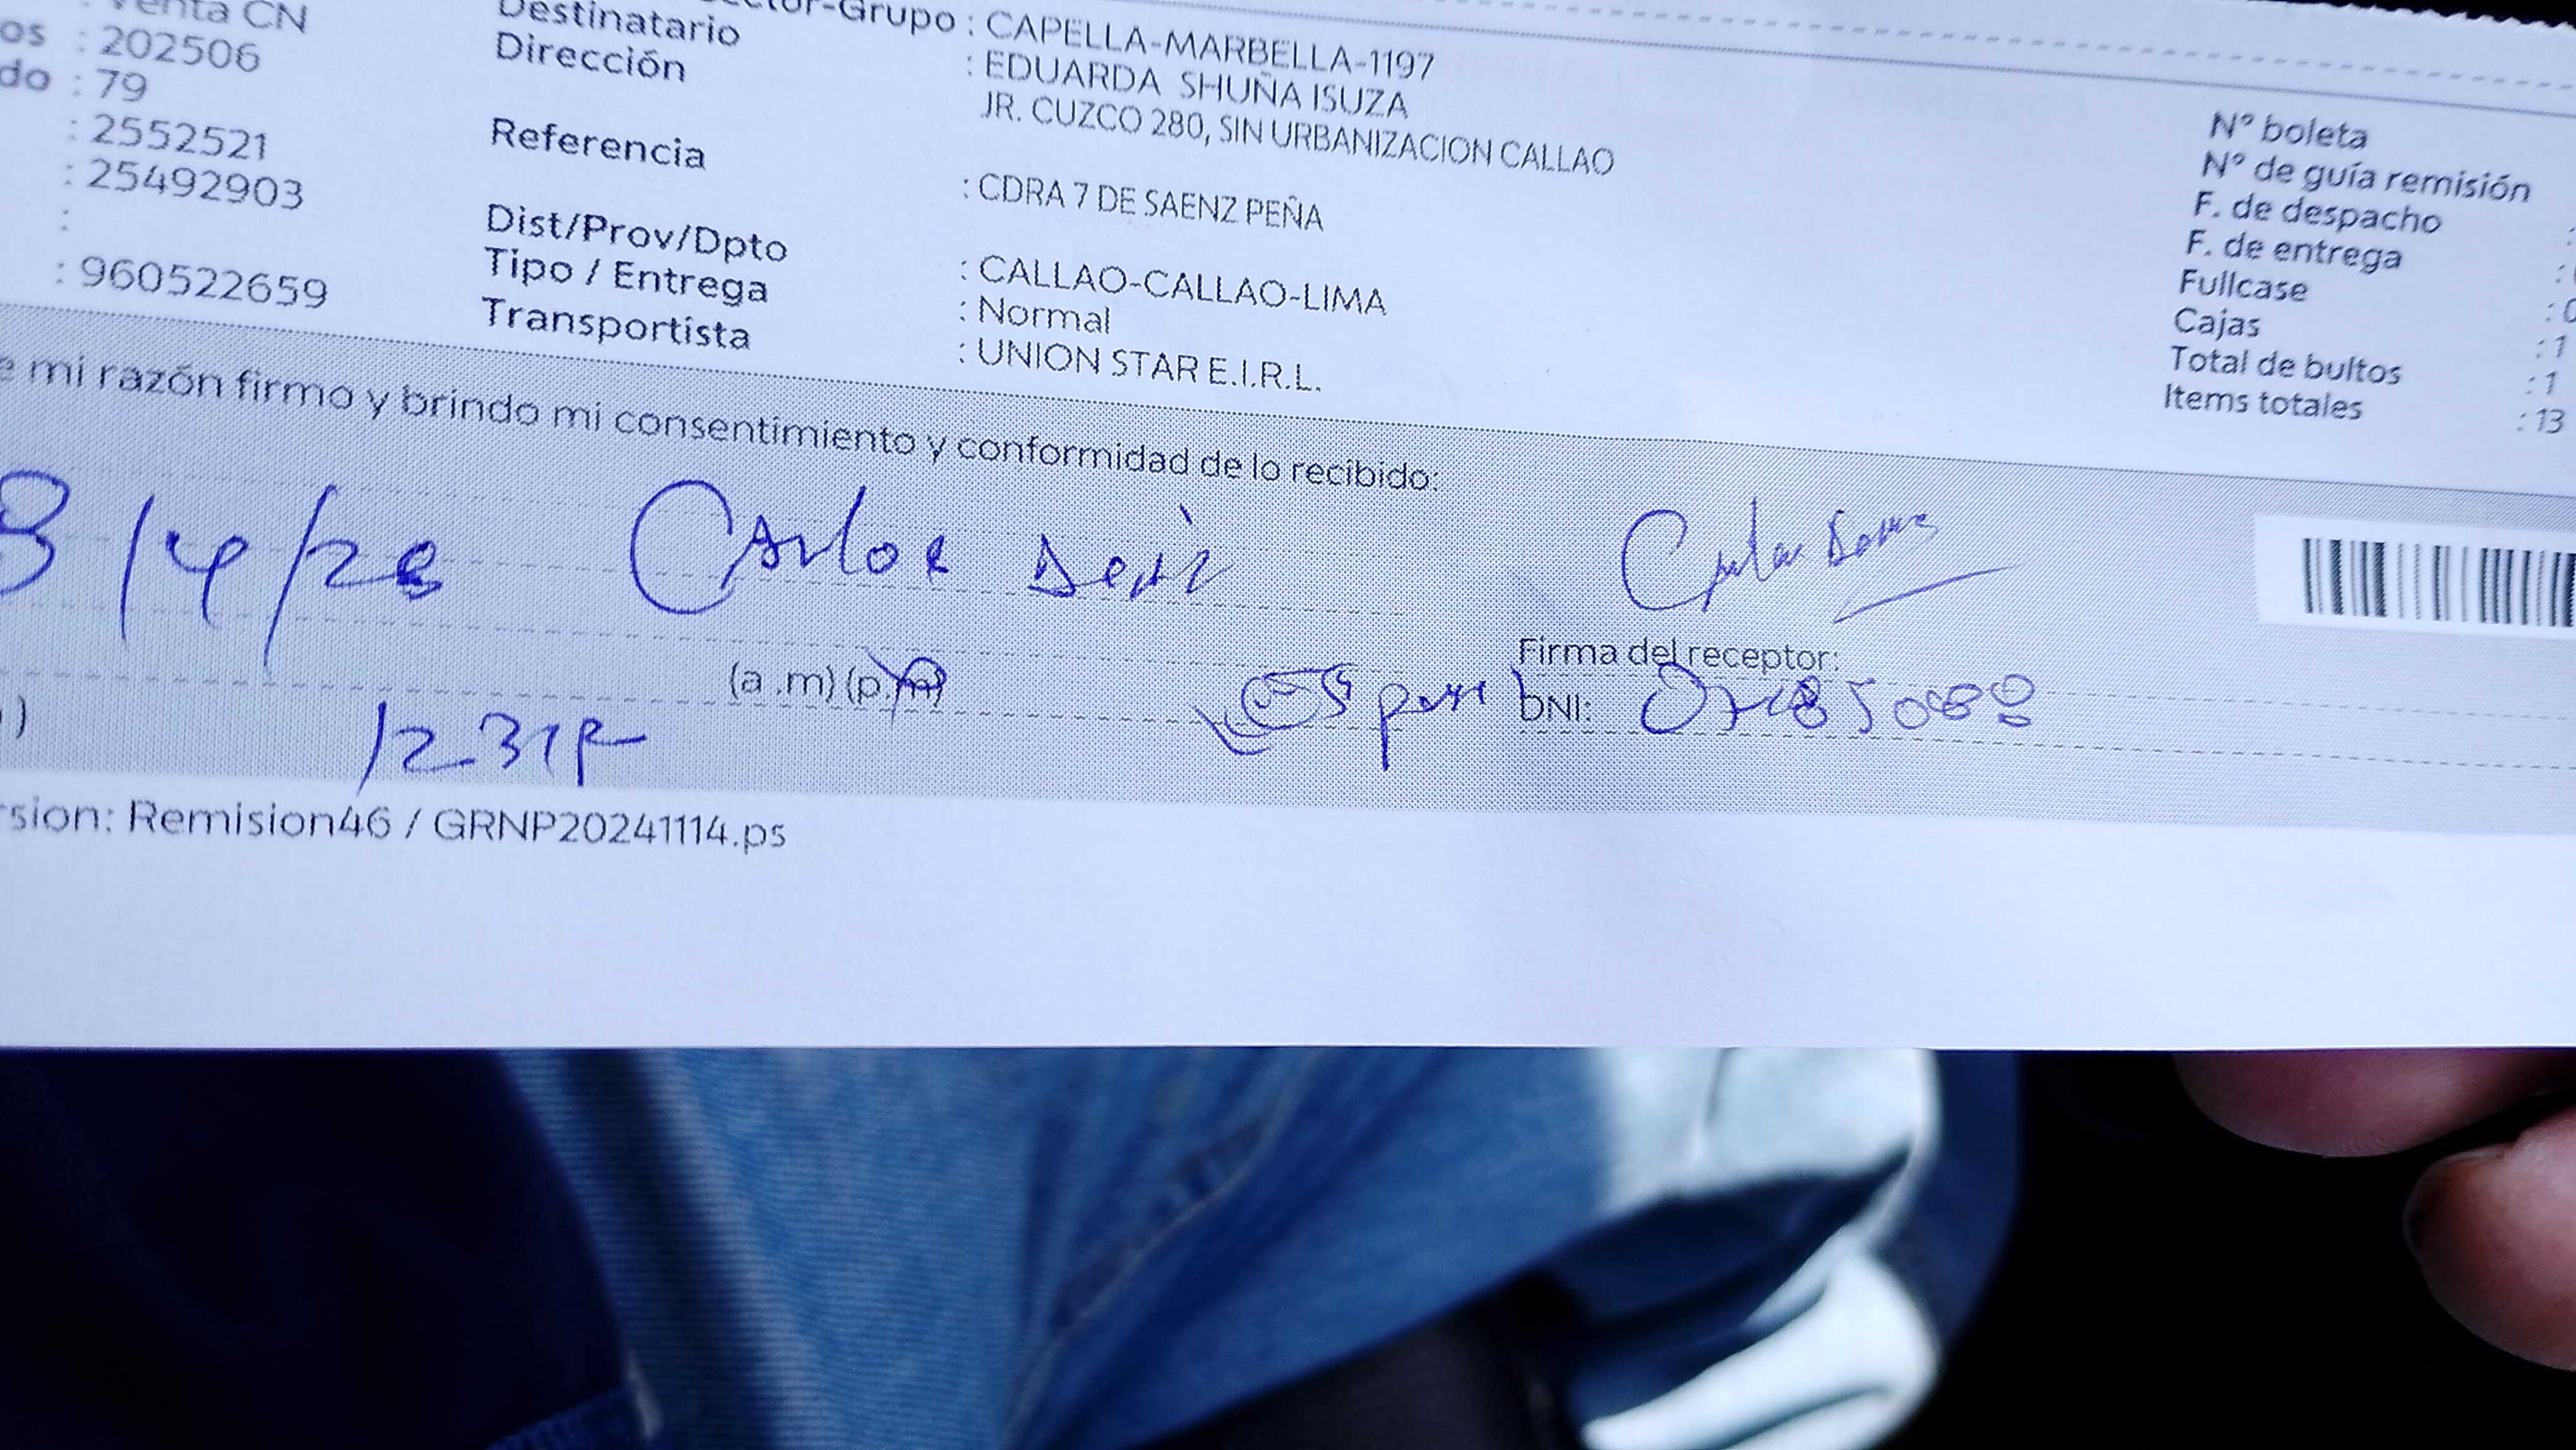 Venta CN
os : 202506
do : 79
: 2552521
: 25492903
:
: 960522659
ctor-Grupo : CAPELLA-MARBELLA-1197
Destinatario : EDUARDA SHUÑA ISUZA
Dirección JR. CUZCO 280, SIN URBANIZACION CALLAO
Referencia : CDRA 7 DE SAENZ PEÑA
Dist/Prov/Dpto : CALLAO-CALLAO-LIMA
Tipo / Entrega : Normal
Transportista : UNION STAR E.I.R.L.
N° boleta
N° de guía remisión
F. de despacho
F. de entrega
Fullcase : 0
Cajas : 1
Total de bultos : 1
Items totales : 13
e mi razón firmo y brindo mi consentimiento y conformidad de lo recibido:
Carlos
Firma del receptor:
(a .m) (p.m)
DNI:
)
rsion: Remision46 / GRNP20241114.ps